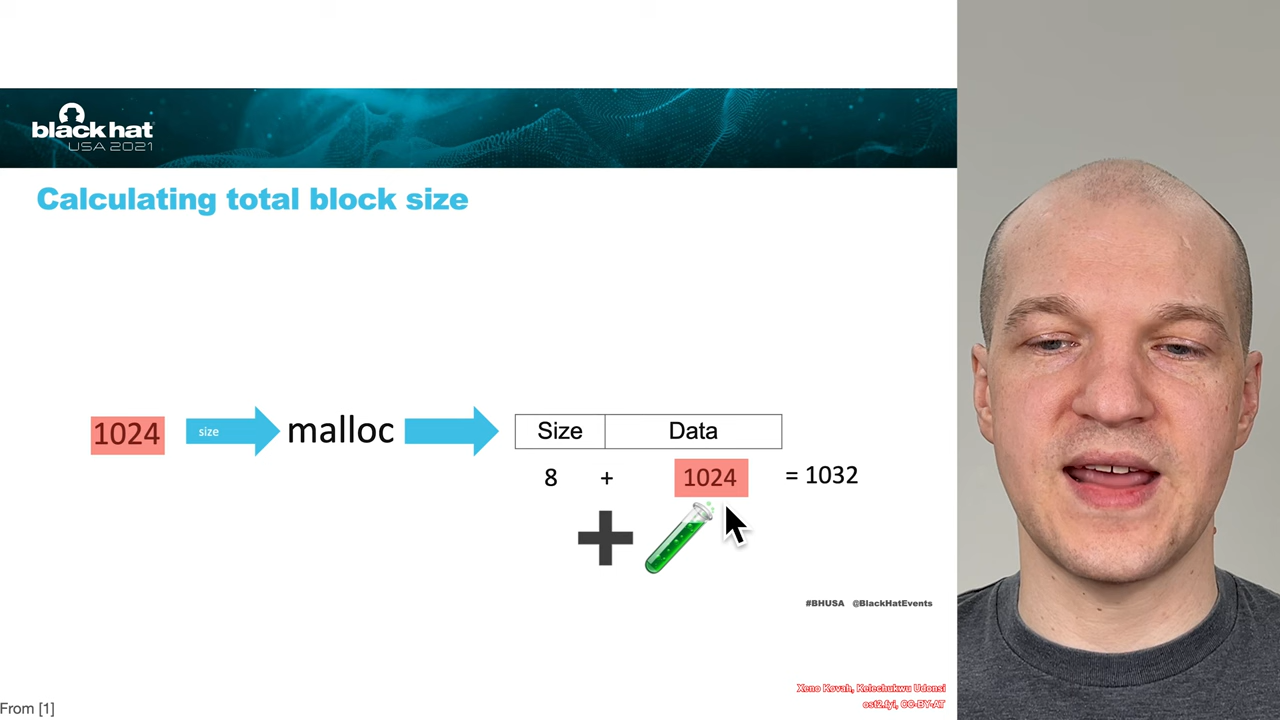 black hat
USA 2021
Calculating total block size
1024
size
malloc
Size
Data
8
+
1024
= 1032
#BHUSA @BlackHatEvents
Xeno Kovah, Kelechukwu Udonsi
ost2.fyi, CC-BY-AT
From [1]